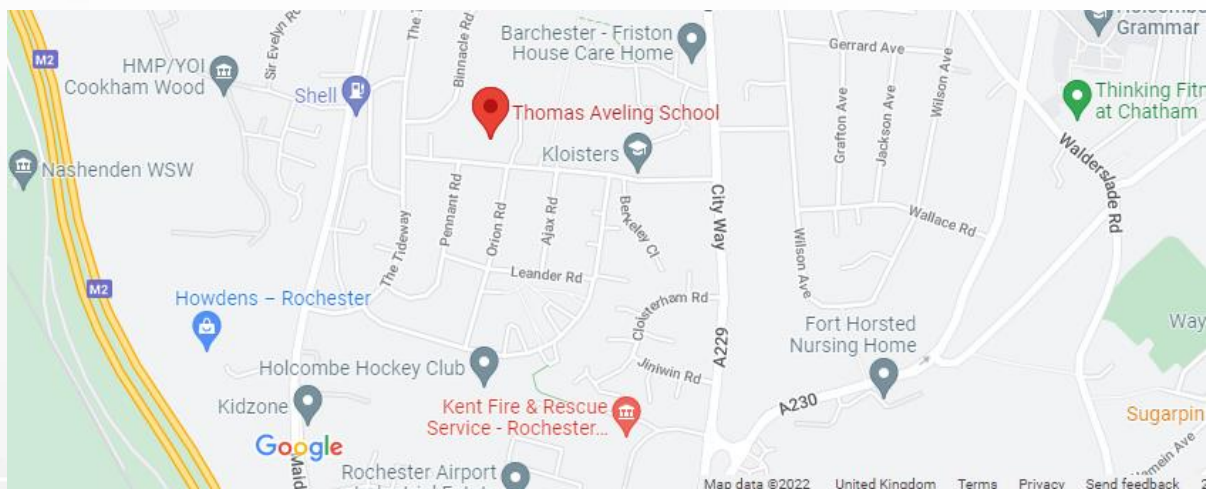 Barchester - Friston
House Care Home
Grammar
Gerrard Ave
M2
Sir Evelyn Rd
Binnacle Rd
HMP/YOI
Cookham Wood
Shell
Thomas Aveling School
Thinking Fitn
at Chatham
Wilson Ave
Grafton Ave
Jackson Ave
Kloisters
Nashenden WSW
Walderslade Rd
City Way
Pennant Rd
Orion Rd
Ajax Rd
Berkeley Cl
Wallace Rd
The Tideway
Leander Rd
Wilson Ave
M2
Howdens – Rochester
Cloisterham Rd
Fort Horsted
Nursing Home
Way
A229
Holcombe Hockey Club
Jiniwin Rd
Kidzone
Kent Fire & Rescue
Service - Rochester...
A230
Sugarpin
Google
Maid
Rochester Airport
Map data ©2022 United Kingdom Terms Privacy Send feedback